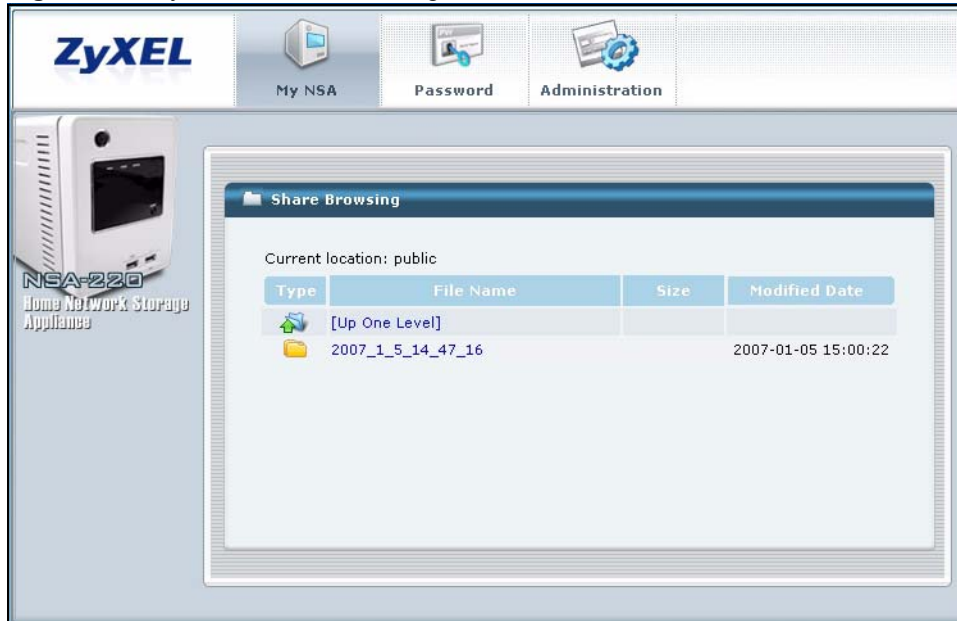 ZyXEL
My NSA
Password
Administration
NSA-220
Home Network Storage
Appliance
Share Browsing
Current location: public
Type File Name Size Modified Date
[Up One Level]
2007_1_5_14_47_16 2007-01-05 15:00:22